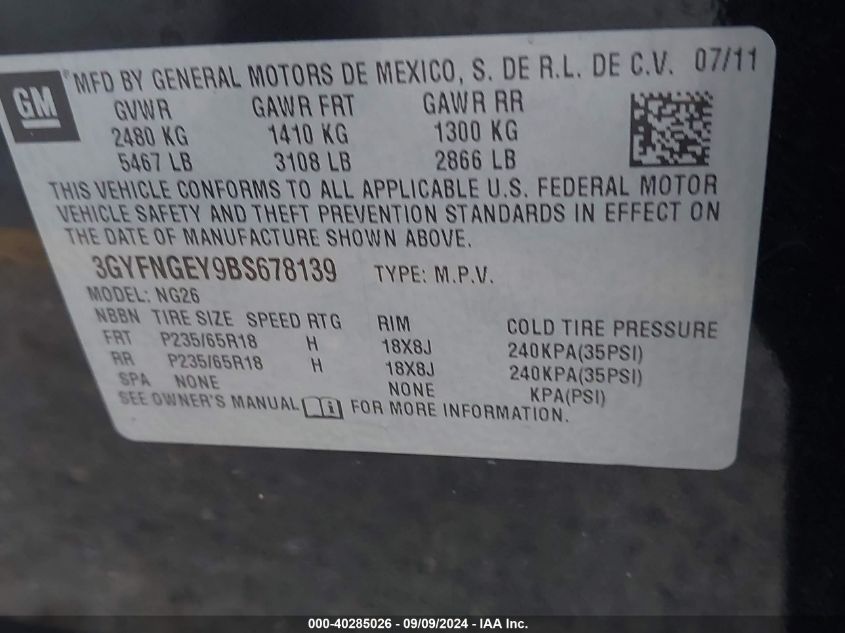 GM
®MFD BY GENERAL MOTORS DE MEXICO, S. DE R.L. DE C.V. 07/11
GVWR GAWR FRT GAWR RR
2480 KG 1410 KG 1300 KG
5467 LB 3108 LB 2866 LB
THIS VEHICLE CONFORMS TO ALL APPLICABLE U.S. FEDERAL MOTOR
VEHICLE SAFETY AND THEFT PREVENTION STANDARDS IN EFFECT ON
THE DATE OF MANUFACTURE SHOWN ABOVE.
3GYFNGEY9BS678139 TYPE: M.P.V.
MODEL: NG26
NBBN TIRE SIZE SPEED RTG RIM COLD TIRE PRESSURE
FRT P235/65R18 H 18X8J 240KPA(35PSI)
RR P235/65R18 H 18X8J 240KPA(35PSI)
SPA NONE NONE KPA(PSI)
SEE OWNER'S MANUAL i FOR MORE INFORMATION.
000-40285026 - 09/09/2024 - IAA Inc.